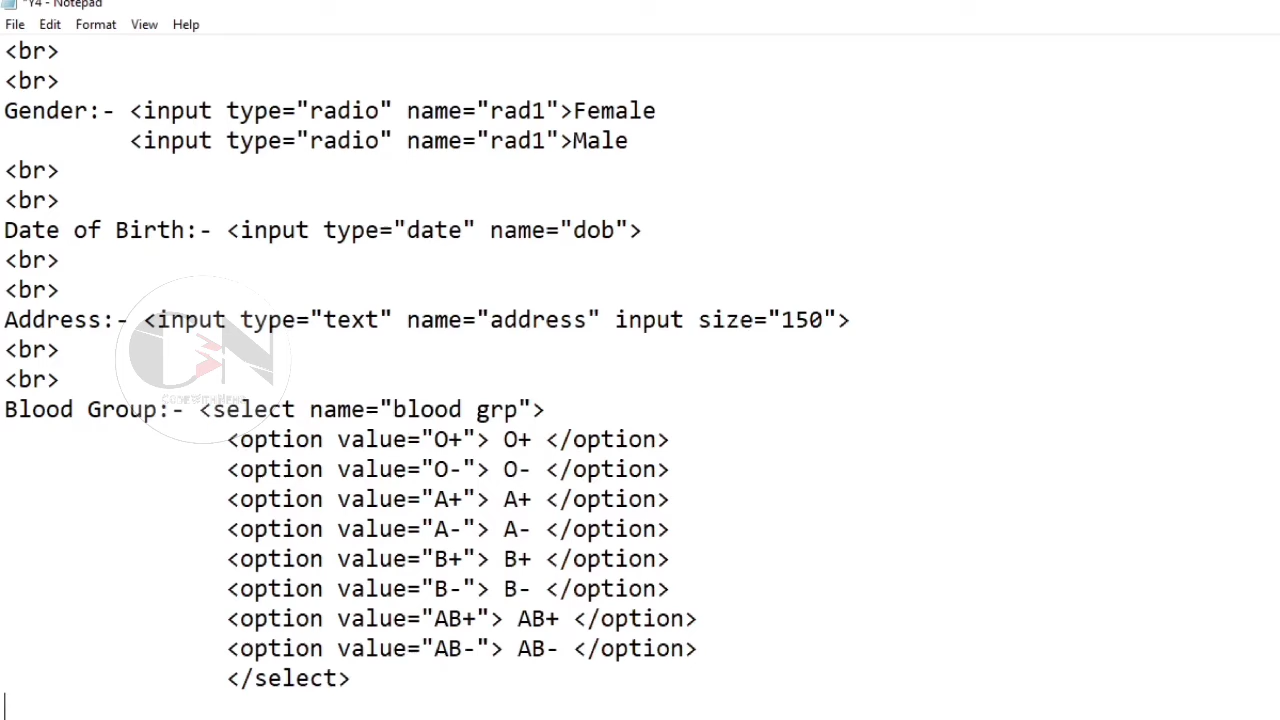 *Y4 - Notepad
File Edit Format View Help
<br>
<br>
Gender:- <input type="radio" name="rad1">Female
<input type="radio" name="rad1">Male
<br>
<br>
Date of Birth:- <input type="date" name="dob">
<br>
<br>
Address:- <input type="text" name="address" input size="150">
<br>
<br>
Blood Group:- <select name="blood grp">
<option value="O+"> O+ </option>
<option value="O-"> O- </option>
<option value="A+"> A+ </option>
<option value="A-"> A- </option>
<option value="B+"> B+ </option>
<option value="B-"> B- </option>
<option value="AB+"> AB+ </option>
<option value="AB-"> AB- </option>
</select>